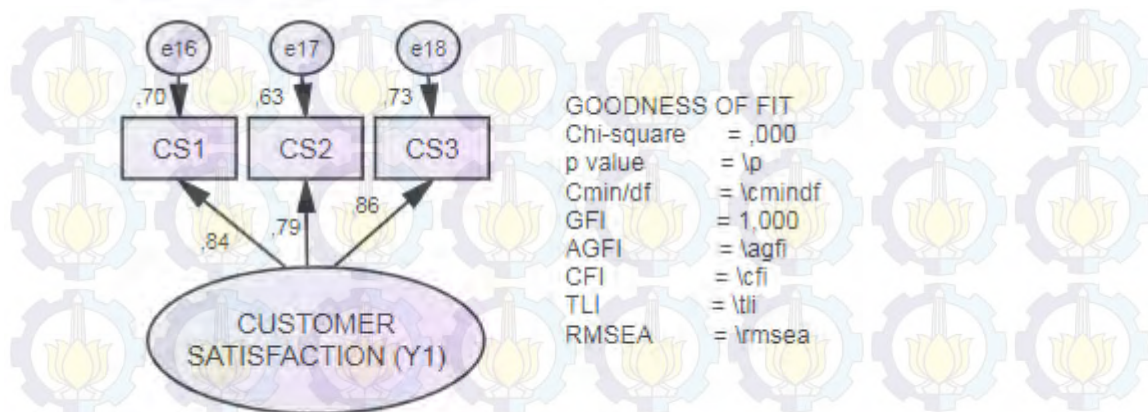 e16 e17 e18
,70 ,63 ,73
CS1 CS2 CS3
,84 ,79 ,86
CUSTOMER
SATISFACTION (Y1)
GOODNESS OF FIT
Chi-square = ,000
p value = \p
Cmin/df = \cmindf
GFI = 1,000
AGFI = \agfi
CFI = \cfi
TLI = \tli
RMSEA = \rmsea